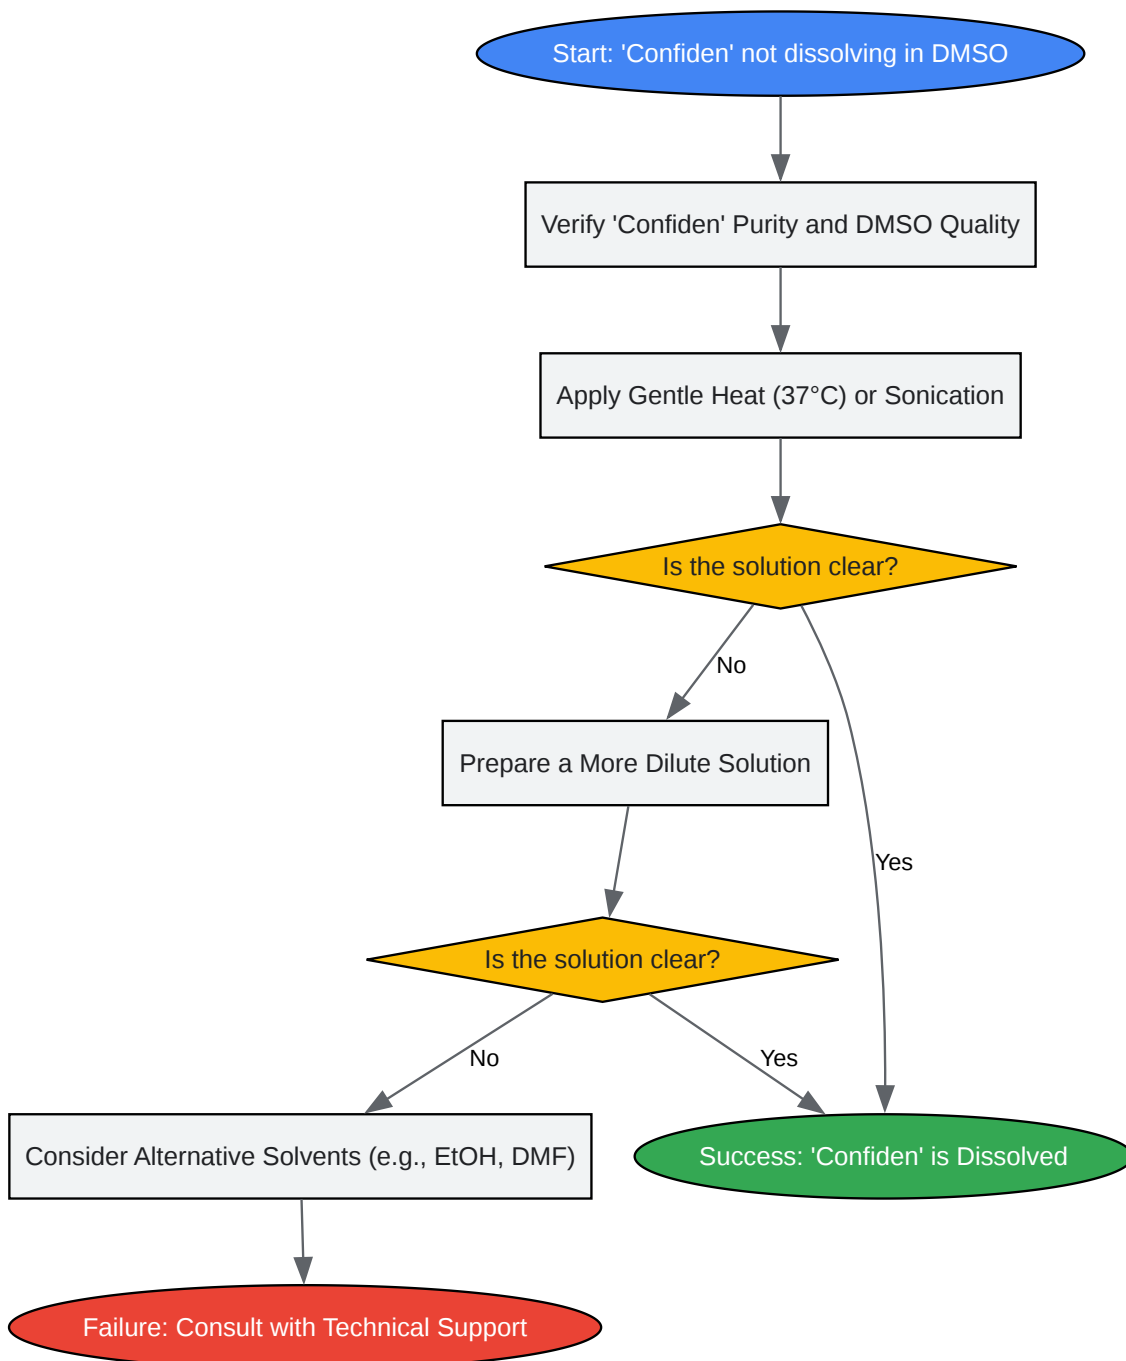 Start: 'Confiden' not dissolving in DMSO
Verify 'Confiden' Purity and DMSO Quality
Apply Gentle Heat (37°C) or Sonication
Is the solution clear?
No
Prepare a More Dilute Solution
Yes
Is the solution clear?
No
Yes
Consider Alternative Solvents (e.g., EtOH, DMF)
Success: 'Confiden' is Dissolved
Failure: Consult with Technical Support